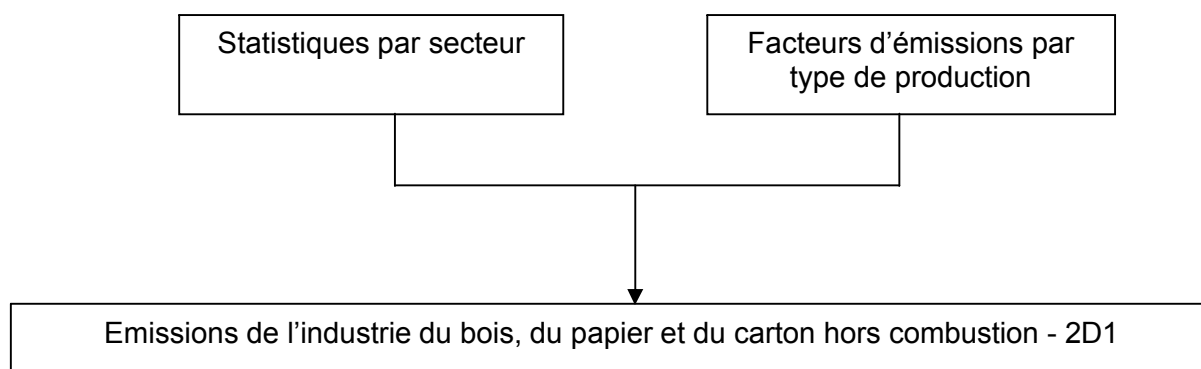 Statistiques par secteur
Facteurs d’émissions par
type de production
Emissions de l’industrie du bois, du papier et du carton hors combustion - 2D1